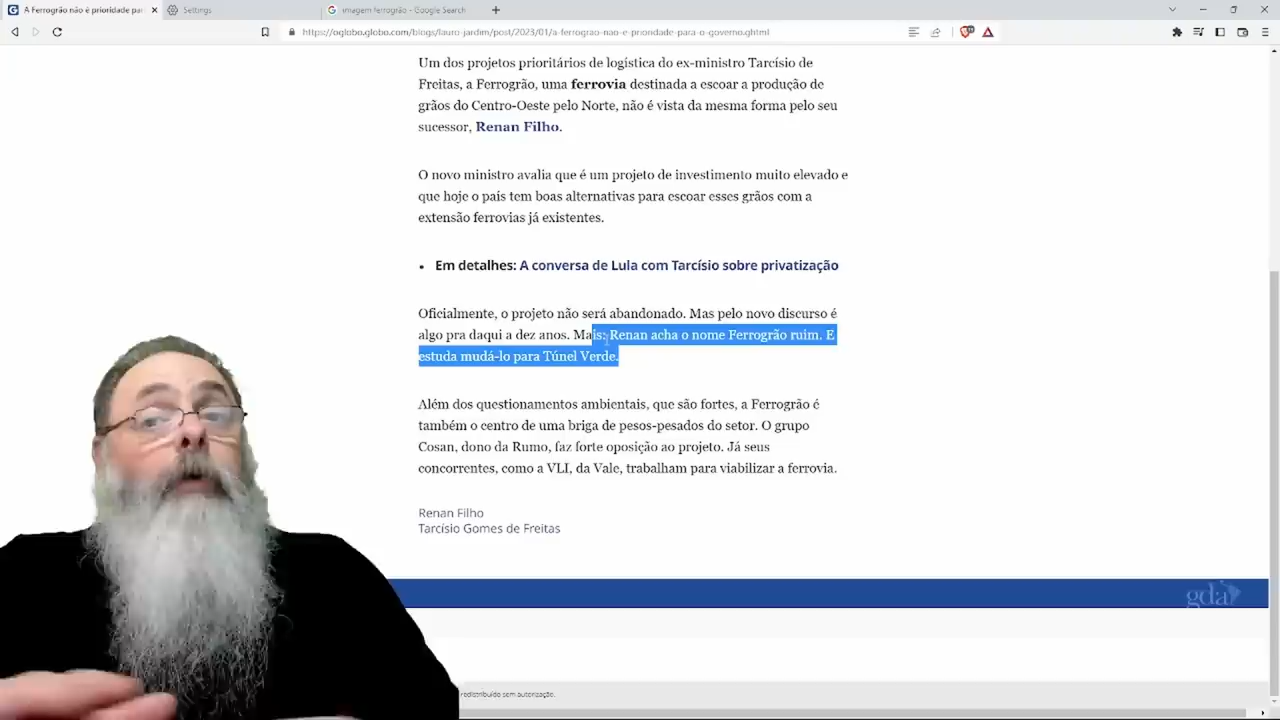 A Ferrogrão não é prioridade par
Settings
imagem ferrogrão - Google Search
https://oglobo.globo.com/blogs/lauro-jardim/post/2023/01/a-ferrograo-nao-e-prioridade-para-o-governo.ghtml
Um dos projetos prioritários de logística do ex-ministro Tarcísio de
Freitas, a Ferrogrão, uma ferrovia destinada a escoar a produção de
grãos do Centro-Oeste pelo Norte, não é vista da mesma forma pelo seu
sucessor, Renan Filho.
O novo ministro avalia que é um projeto de investimento muito elevado e
que hoje o país tem boas alternativas para escoar esses grãos com a
extensão ferrovias já existentes.
• Em detalhes: A conversa de Lula com Tarcísio sobre privatização
Oficialmente, o projeto não será abandonado. Mas pelo novo discurso é
algo pra daqui a dez anos. Mais: Renan acha o nome Ferrogrão ruim. E
estuda mudá-lo para Túnel Verde.
Além dos questionamentos ambientais, que são fortes, a Ferrogrão é
também o centro de uma briga de pesos-pesados do setor. O grupo
Cosan, dono da Rumo, faz forte oposição ao projeto. Já seus
concorrentes, como a VLI, da Vale, trabalham para viabilizar a ferrovia.
Renan Filho
Tarcísio Gomes de Freitas
gda
redistribuído sem autorização.